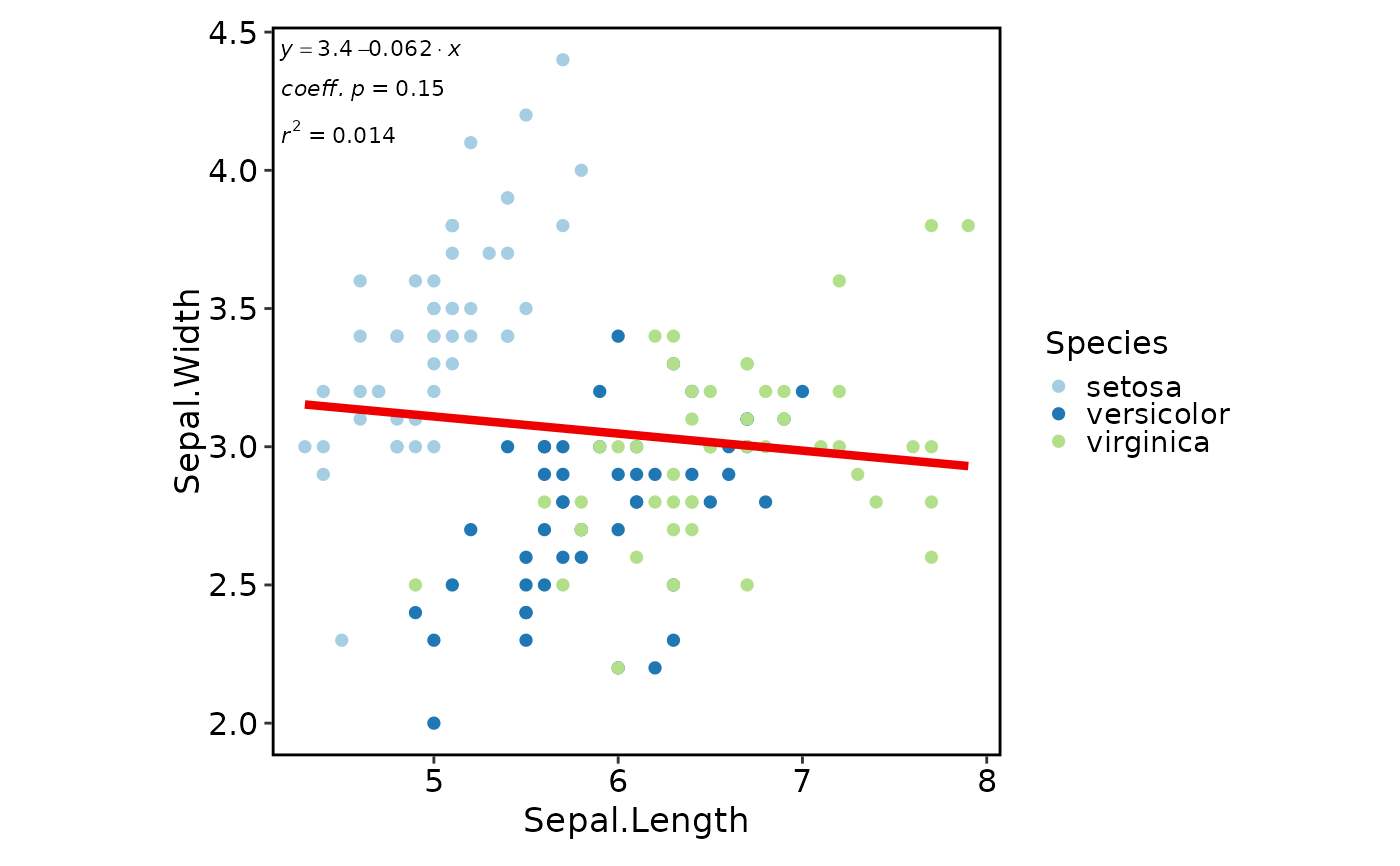 4.5
y = 3.4 –0.062 · x
coeff. p = 0.15
r² = 0.014
4.0
3.5
3.0
2.5
2.0
Sepal.Width
5 6 7 8
Sepal.Length
Species
setosa
versicolor
virginica